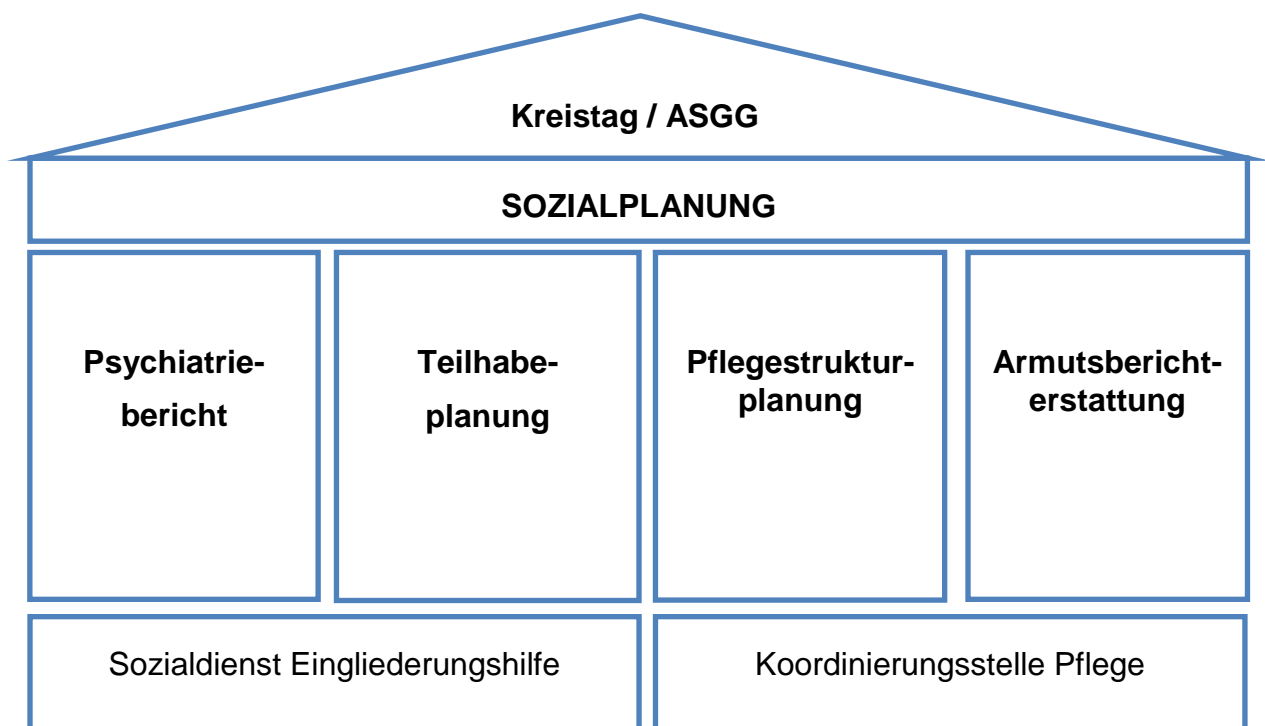 Kreistag / ASGG
SOZIALPLANUNG
Psychiatrie-
bericht
Teilhabe-
planung
Pflegestruktur-
planung
Armutsbericht-
erstattung
Sozialdienst Eingliederungshilfe
Koordinierungsstelle Pflege